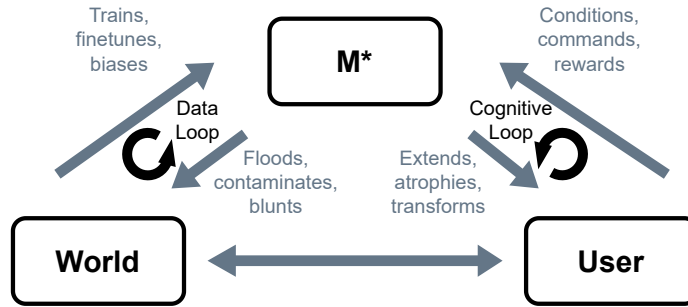 Trains,
finetunes,
biases
M*
Conditions,
commands,
rewards
Data
Loop
Cognitive
Loop
Floods,
contaminates,
blunts
Extends,
atrophies,
transforms
World
User